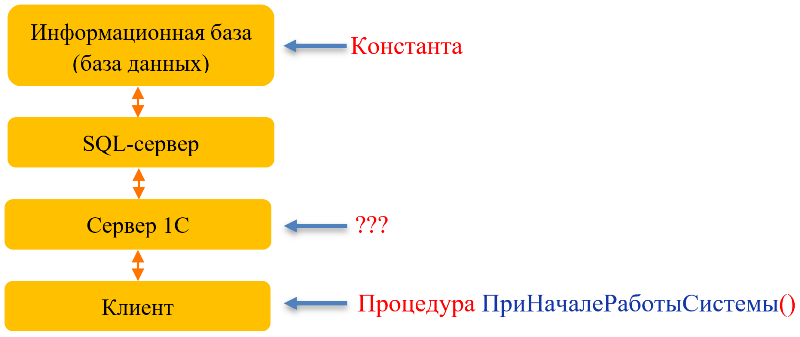 Информационная база
(база данных)
Константа
SQL-сервер
Сервер 1С
???
Клиент
Процедура ПриНачалеРаботыСистемы()